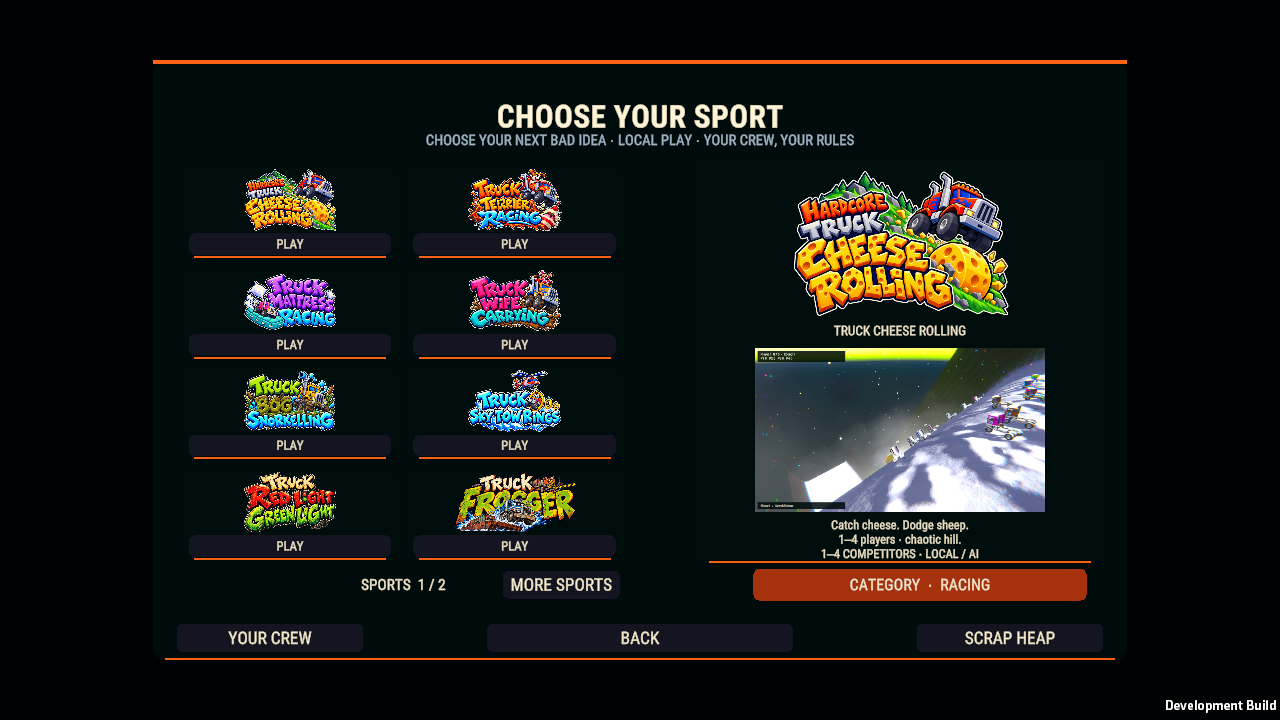 CHOOSE YOUR SPORT
CHOOSE YOUR NEXT BAD IDEA · LOCAL PLAY · YOUR CREW, YOUR RULES
HARDCORE
TRUCK
CHEESE
ROLLING
PLAY
TRUCK
TERRIER
RACING
PLAY
TRUCK
MATTRESS
RACING
PLAY
TRUCK
WIFE
CARRYING
PLAY
TRUCK
BOG
SNORKELLING
PLAY
TRUCK
SKY TOW RINGS
PLAY
TRUCK
RED LIGHT
GREEN LIGHT
PLAY
TRUCK
FROGGER
PLAY
SPORTS 1 / 2
MORE SPORTS
HARDCORE
TRUCK
CHEESE
ROLLING
TRUCK CHEESE ROLLING
Catch cheese. Dodge sheep.
1–4 players · chaotic hill.
1–4 COMPETITORS · LOCAL / AI
CATEGORY · RACING
YOUR CREW
BACK
SCRAP HEAP
Development Build